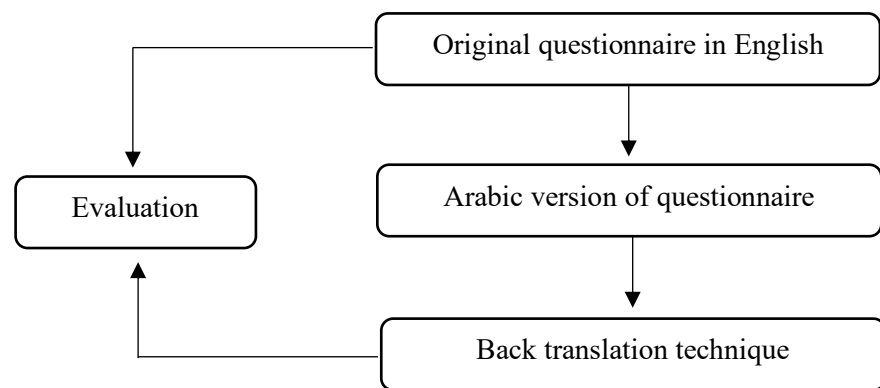 Original questionnaire in English
Evaluation
Arabic version of questionnaire
Back translation technique